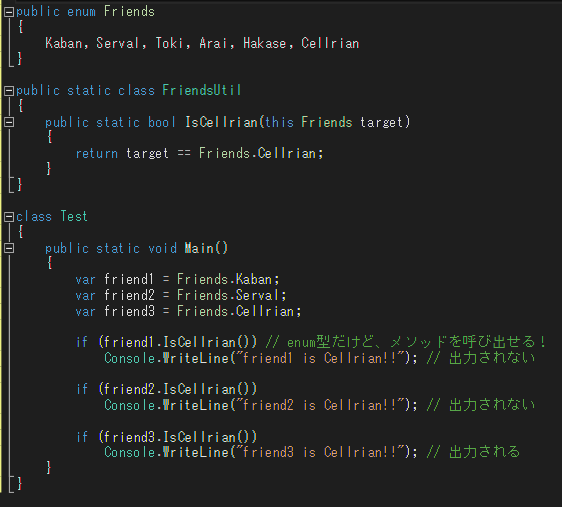 public enum Friends
{
    Kaban, Serval, Toki, Arai, Hakase, Cellrian
}
public static class FriendsUtil
{
    public static bool IsCellrian(this Friends target)
    {
        return target == Friends.Cellrian;
    }
}
class Test
{
    public static void Main()
    {
        var friend1 = Friends.Kaban;
        var friend2 = Friends.Serval;
        var friend3 = Friends.Cellrian;
        if (friend1.IsCellrian()) // enum型だけど、メソッドを呼び出せる！
            Console.WriteLine("friend1 is Cellrian!!"); // 出力されない
        if (friend2.IsCellrian())
            Console.WriteLine("friend2 is Cellrian!!"); // 出力されない
        if (friend3.IsCellrian())
            Console.WriteLine("friend3 is Cellrian!!"); // 出力される
    }
}